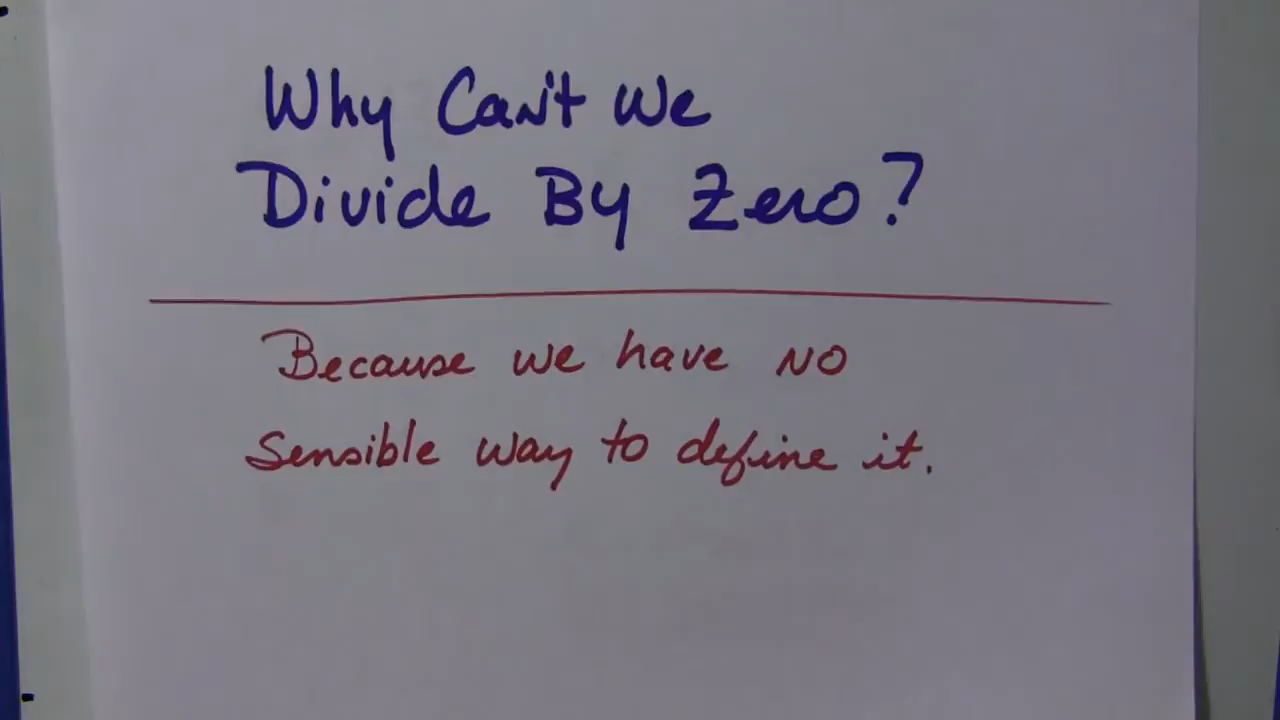 Why Can't We
Divide By Zero?
Because we have no
sensible way to define it.